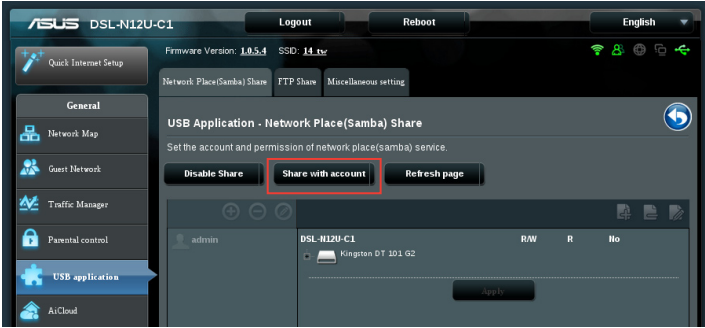 ASUS DSL-N12U-C1 Logout Reboot English
Firmware Version: 1.0.5.4 SSID: 14_tw
Quick Internet Setup
Network Place(Samba) Share FTP Share Miscellaneous setting
General
Network Map
Guest Network
Traffic Manager
Parental control
USB application
AiCloud
USB Application - Network Place(Samba) Share
Set the account and permission of network place(samba) service.
Disable Share Share with account Refresh page
admin
DSL-N12U-C1 R/W R No
Kingston DT 101 G2
Apply